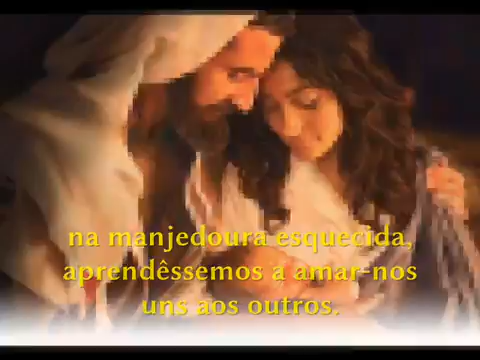 na manjedoura esquecida,
aprendêssemos a amar-nos
uns aos outros.